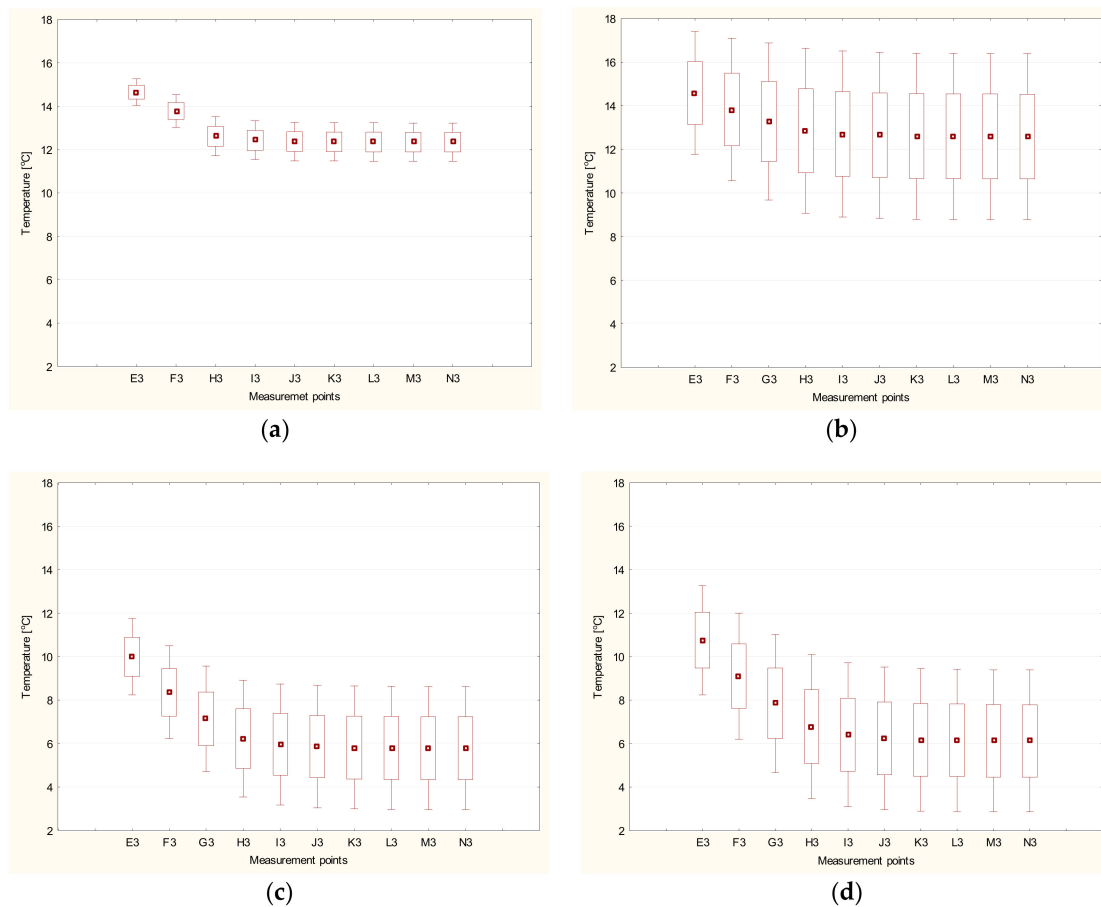 18
16
14
12
10
8
6
4
2
Temperature [°C]
E3 F3 H3 I3 J3 K3 L3 M3 N3
Measuremet points
(a)
18
16
14
12
10
8
6
4
2
Temperature [°C]
E3 F3 G3 H3 I3 J3 K3 L3 M3 N3
Measurement points
(b)
18
16
14
12
10
8
6
4
2
Temperature [°C]
E3 F3 G3 H3 I3 J3 K3 L3 M3 N3
Measurement points
(c)
18
16
14
12
10
8
6
4
2
Temperature [°C]
E3 F3 G3 H3 I3 J3 K3 L3 M3 N3
Measurement points
(d)